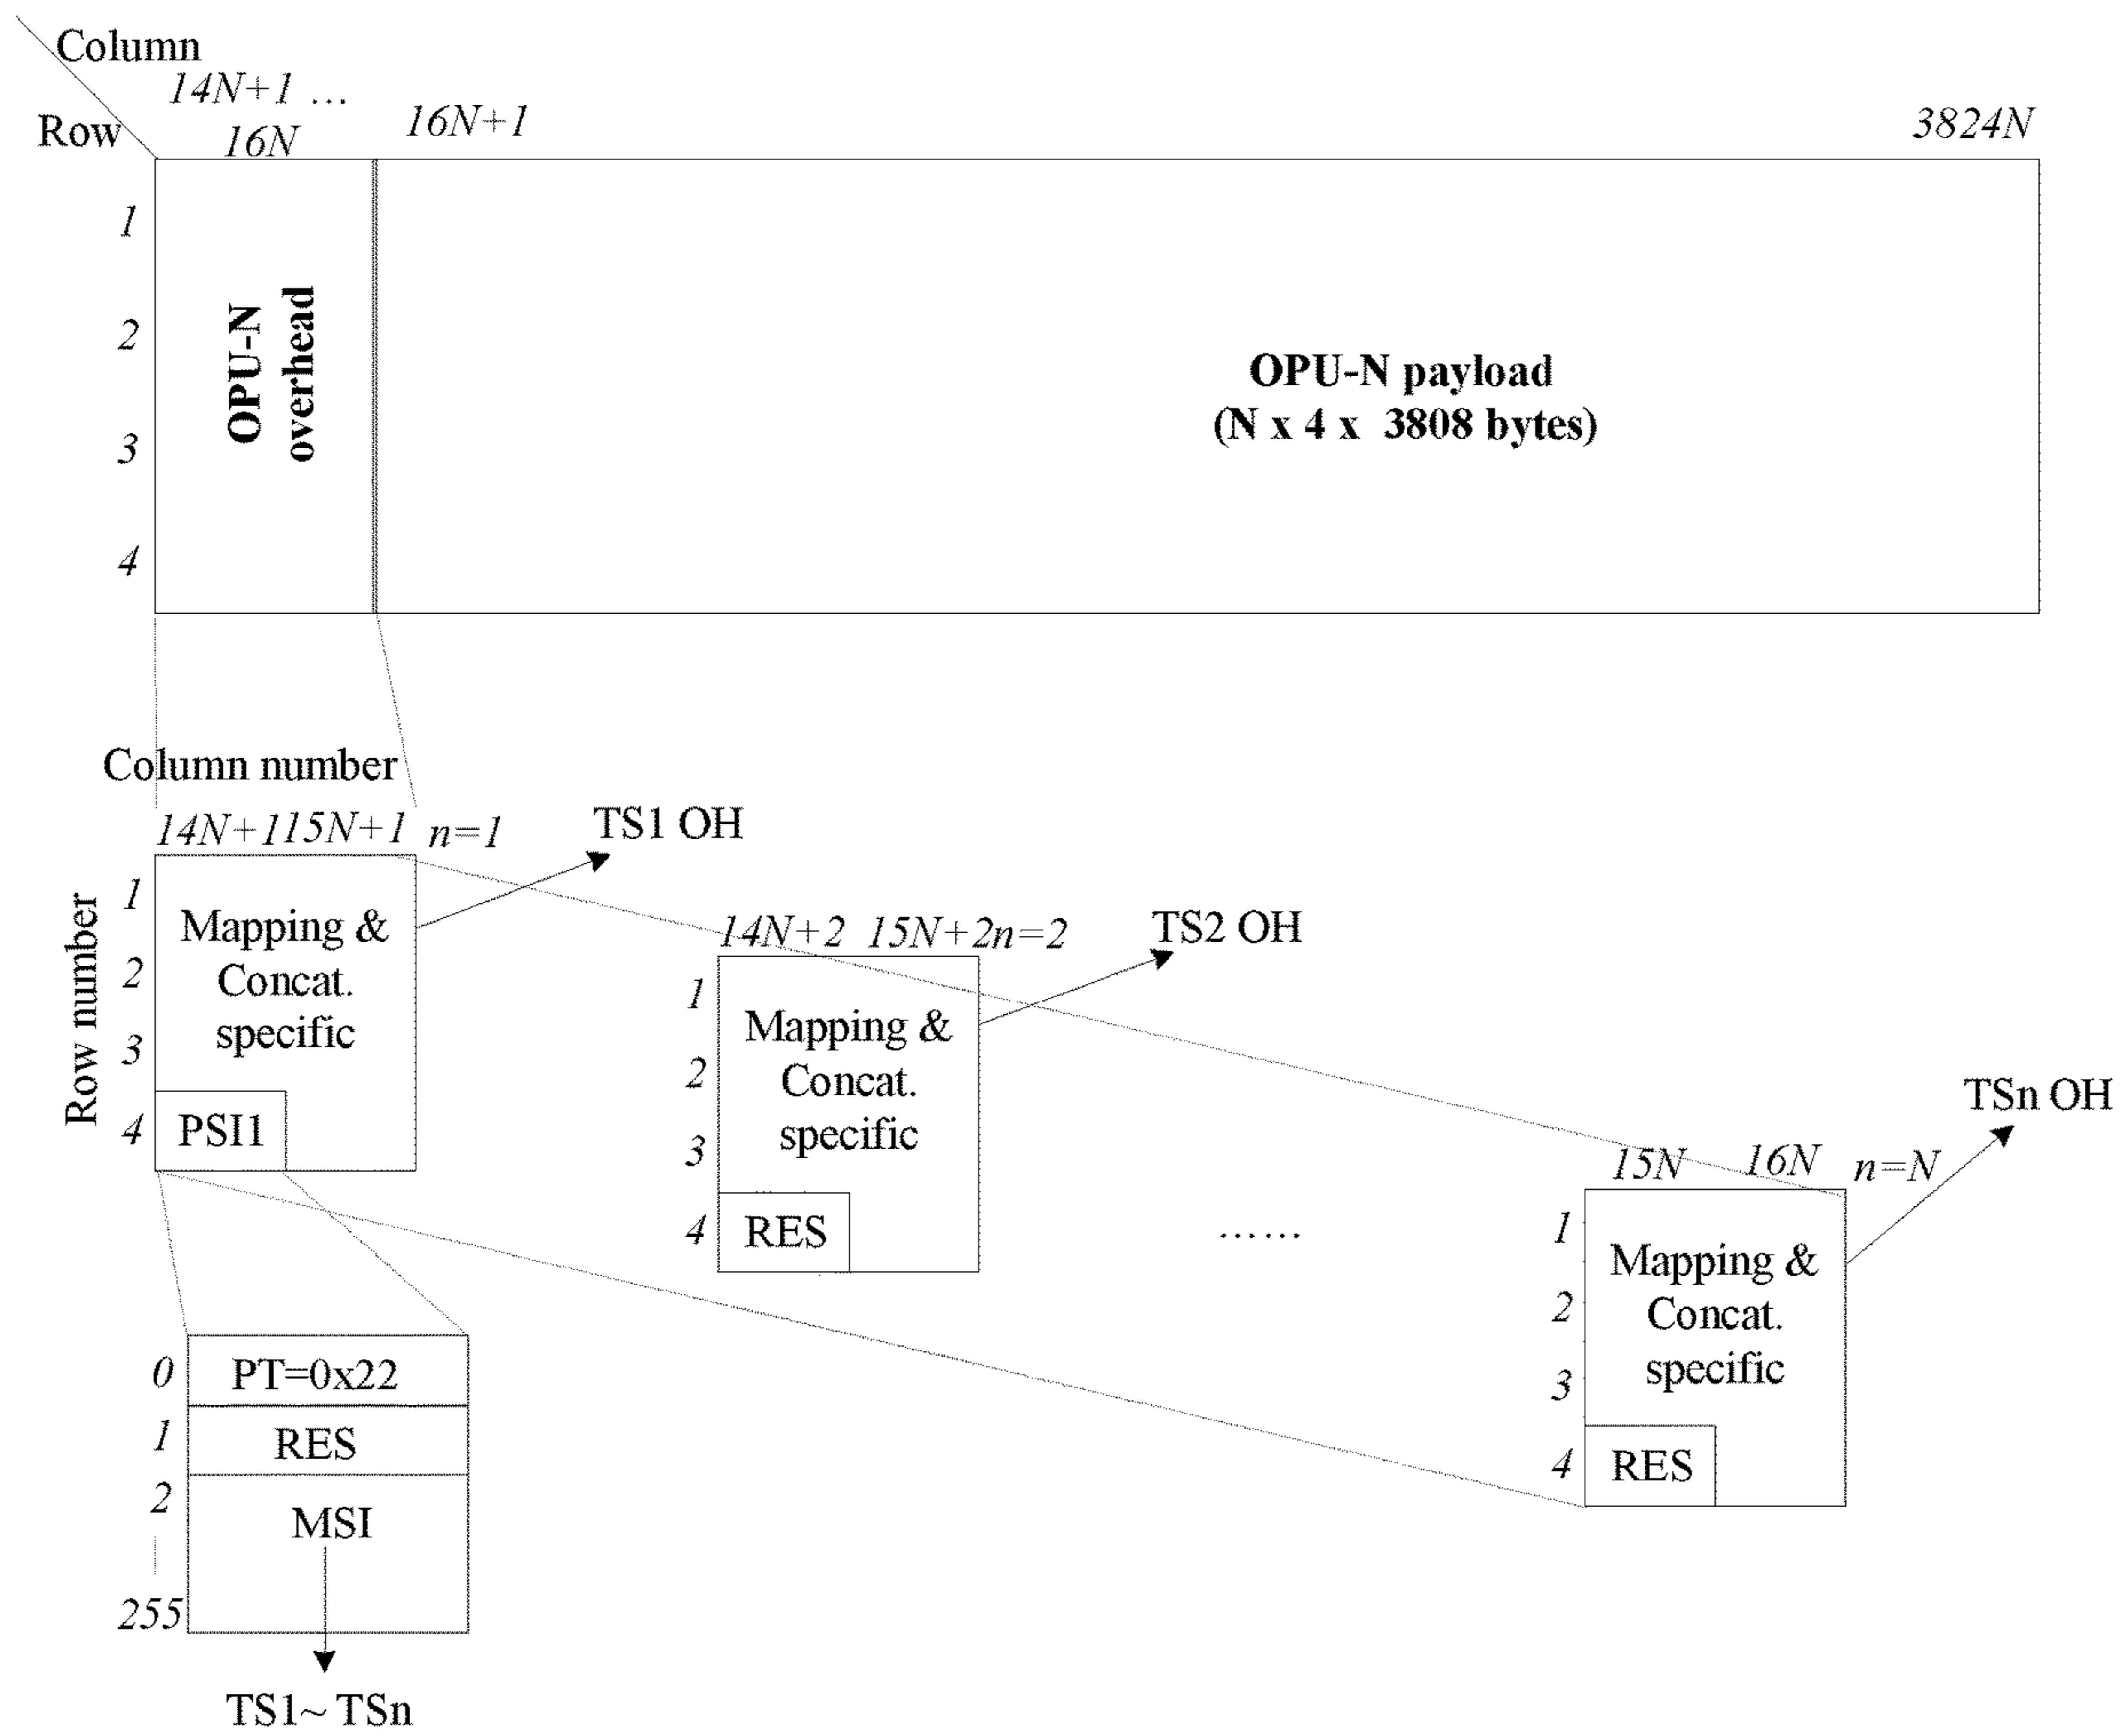 Column
14N+1 ...
16N
16N+1
3824N
Row
1
2
3
4
OPU-N
overhead
OPU-N payload
(N x 4 x 3808 bytes)
Column number
14N+115N+1 n=1
TS1 OH
Row number
1
2
3
4
Mapping &
Concat.
specific
PSI1
14N+2 15N+2n=2
TS2 OH
1
2
3
4
Mapping &
Concat.
specific
RES
......
15N 16N n=N
TSn OH
1
2
3
4
Mapping &
Concat.
specific
RES
0
PT=0x22
1
RES
2
MSI
255
TS1~ TSn